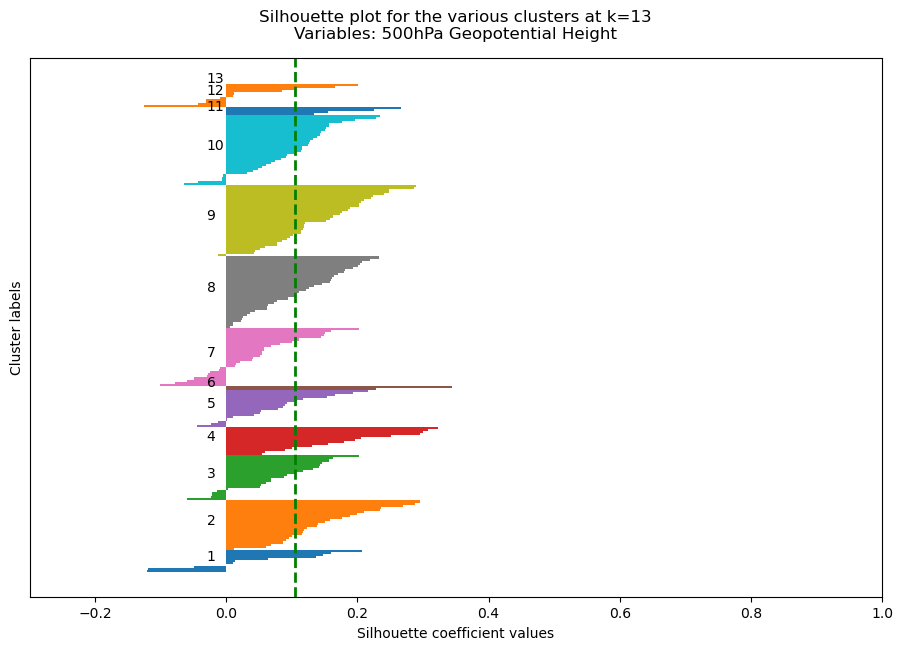 Silhouette plot for the various clusters at k=13
Variables: 500hPa Geopotential Height
Cluster labels
13
12
11
10
9
8
7
6
5
4
3
2
1
−0.2 0.0 0.2 0.4 0.6 0.8 1.0
Silhouette coefficient values